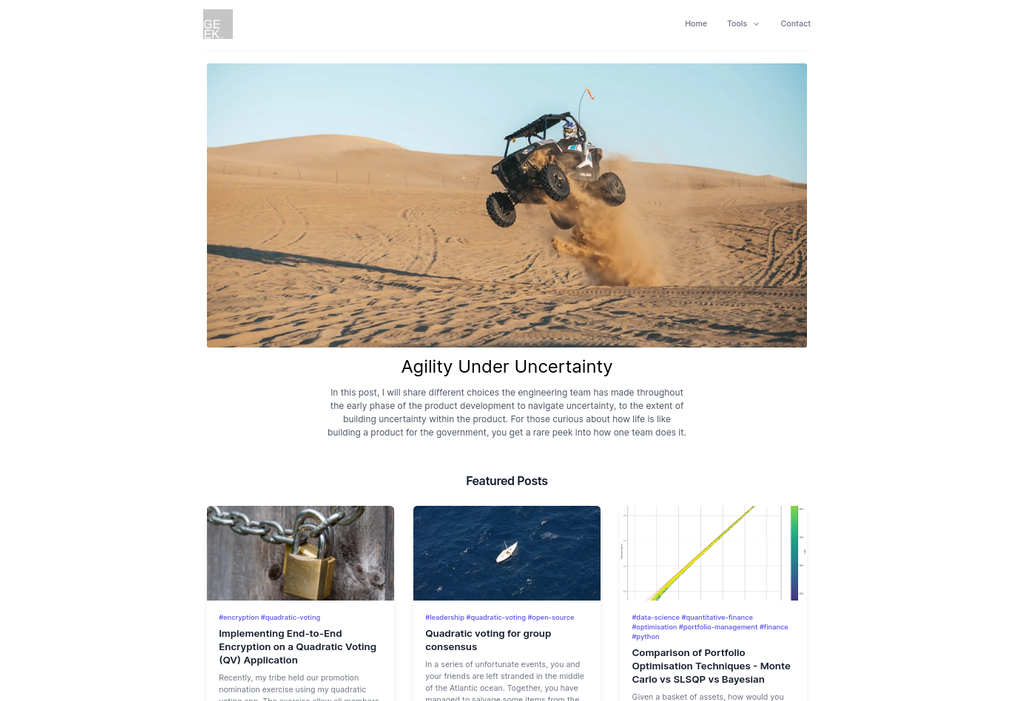 GE
EK.
Home Tools Contact
Agility Under Uncertainty
In this post, I will share different choices the engineering team has made throughout
the early phase of the product development to navigate uncertainty, to the extent of
building uncertainty within the product. For those curious about how life is like
building a product for the government, you get a rare peek into how one team does it.
Featured Posts
#encryption #quadratic-voting
Implementing End-to-End
Encryption on a Quadratic Voting
(QV) Application
Recently, my tribe held our promotion
nomination exercise using my quadratic
voting app. The exercise allow all members
#leadership #quadratic-voting #open-source
Quadratic voting for group
consensus
In a series of unfortunate events, you and
your friends are left stranded in the middle
of the Atlantic ocean. Together, you have
managed to salvage some items from the
#data-science #quantitative-finance
#optimisation #portfolio-management #finance
#python
Comparison of Portfolio
Optimisation Techniques - Monte
Carlo vs SLSQP vs Bayesian
Given a basket of assets, how would you